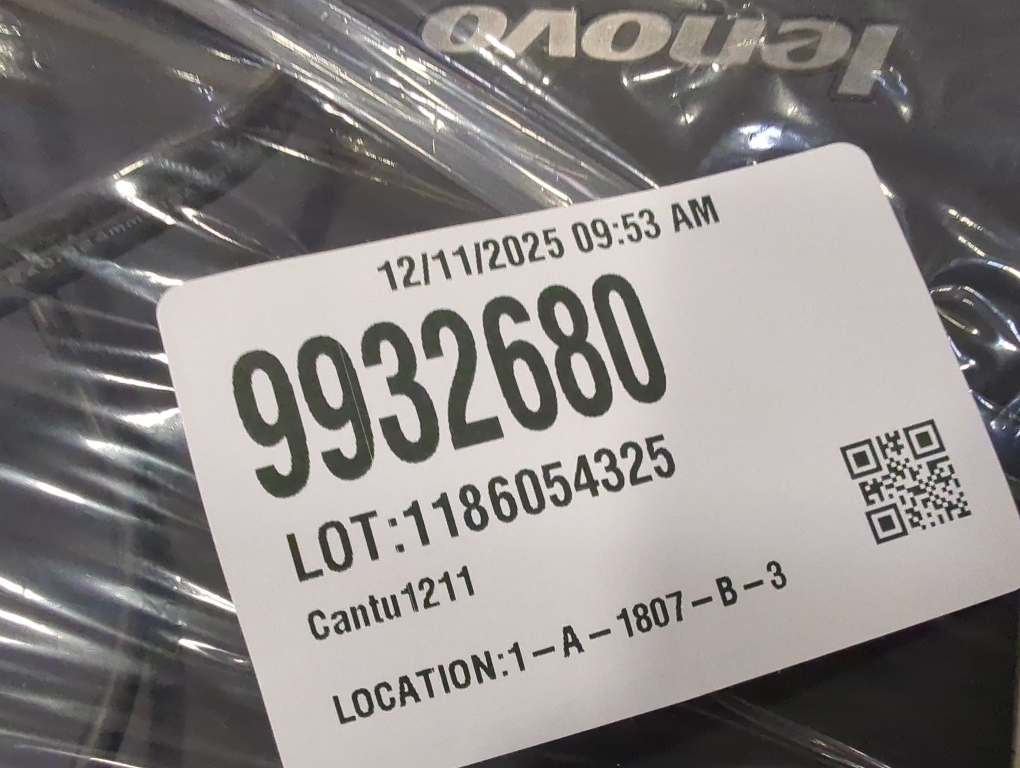 lenovo
12/11/2025 09:53 AM
9932680
LOT:1186054325
Cantu1211
LOCATION:1-A-1807-B-3